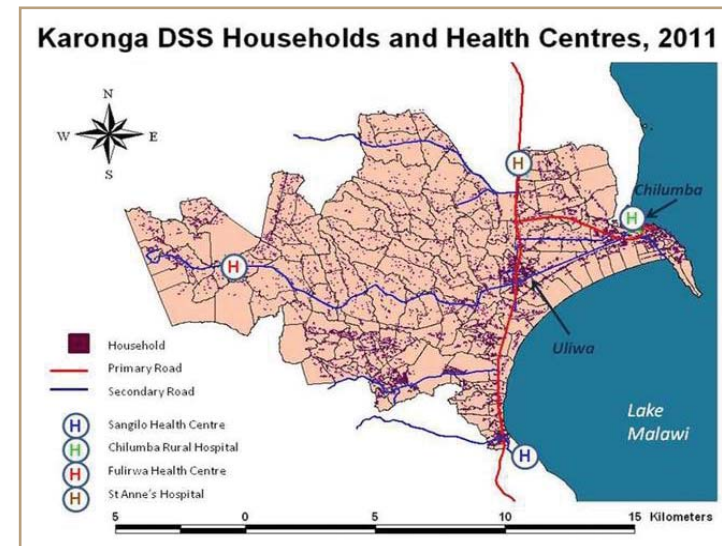 Karonga DSS Households and Health Centres, 2011
N
W E
S
Chilumba
H
H
H
Uliwa
Household
Primary Road
Secondary Road
H Sangilo Health Centre
H Chilumba Rural Hospital
H Fulirwa Health Centre
H St Anne's Hospital
Lake
Malawi
H
5 0 5 10 15 Kilometers